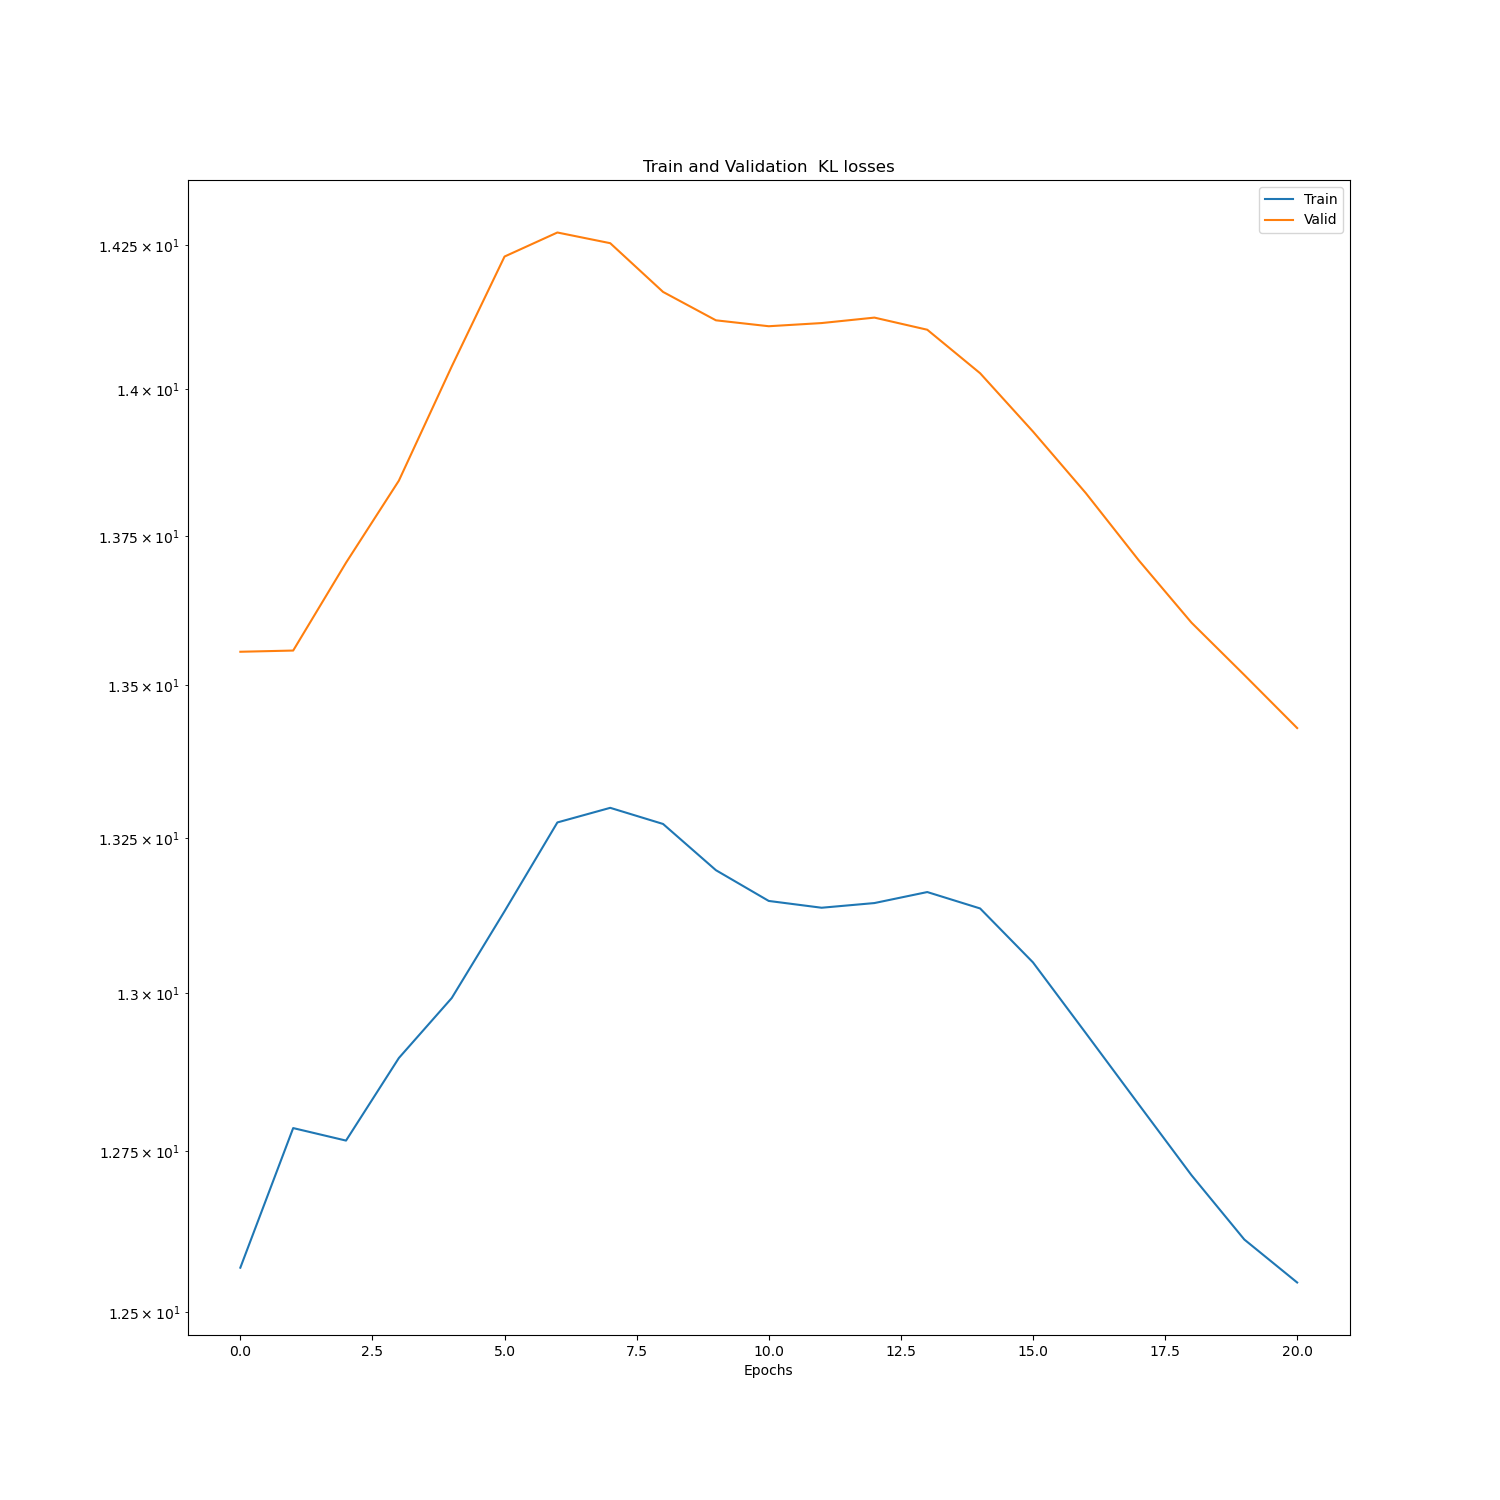 Train and Validation  KL losses
Train
Valid
1.425 × 10¹
1.4 × 10¹
1.375 × 10¹
1.35 × 10¹
1.325 × 10¹
1.3 × 10¹
1.275 × 10¹
1.25 × 10¹
0.0 2.5 5.0 7.5 10.0 12.5 15.0 17.5 20.0
Epochs